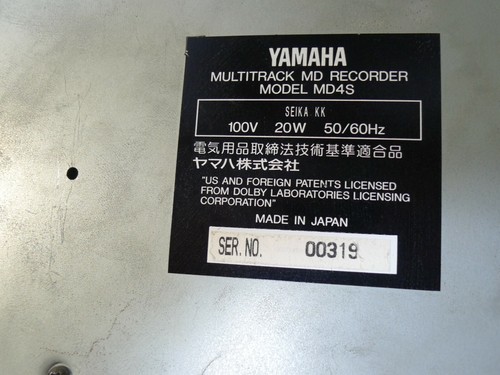 YAMAHA
MULTITRACK MD RECORDER
MODEL MD4S
SEIKA KK
100V 20W 50/60Hz
電気用品取締法技術基準適合品
ヤマハ株式会社
"US AND FOREIGN PATENTS LICENSED
FROM DOLBY LABORATORIES LICENSING
CORPORATION"
MADE IN JAPAN
SER. NO. 00319